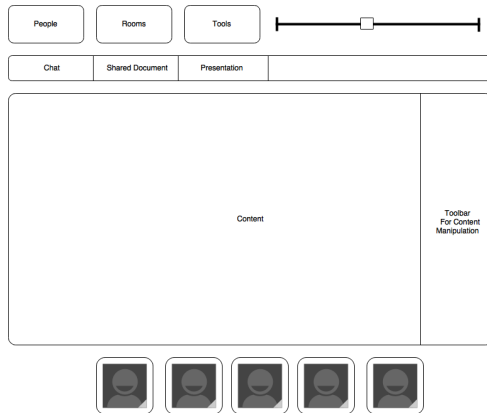 People
Rooms
Tools
Chat
Shared Document
Presentation
Content
Toolbar
For Content
Manipulation